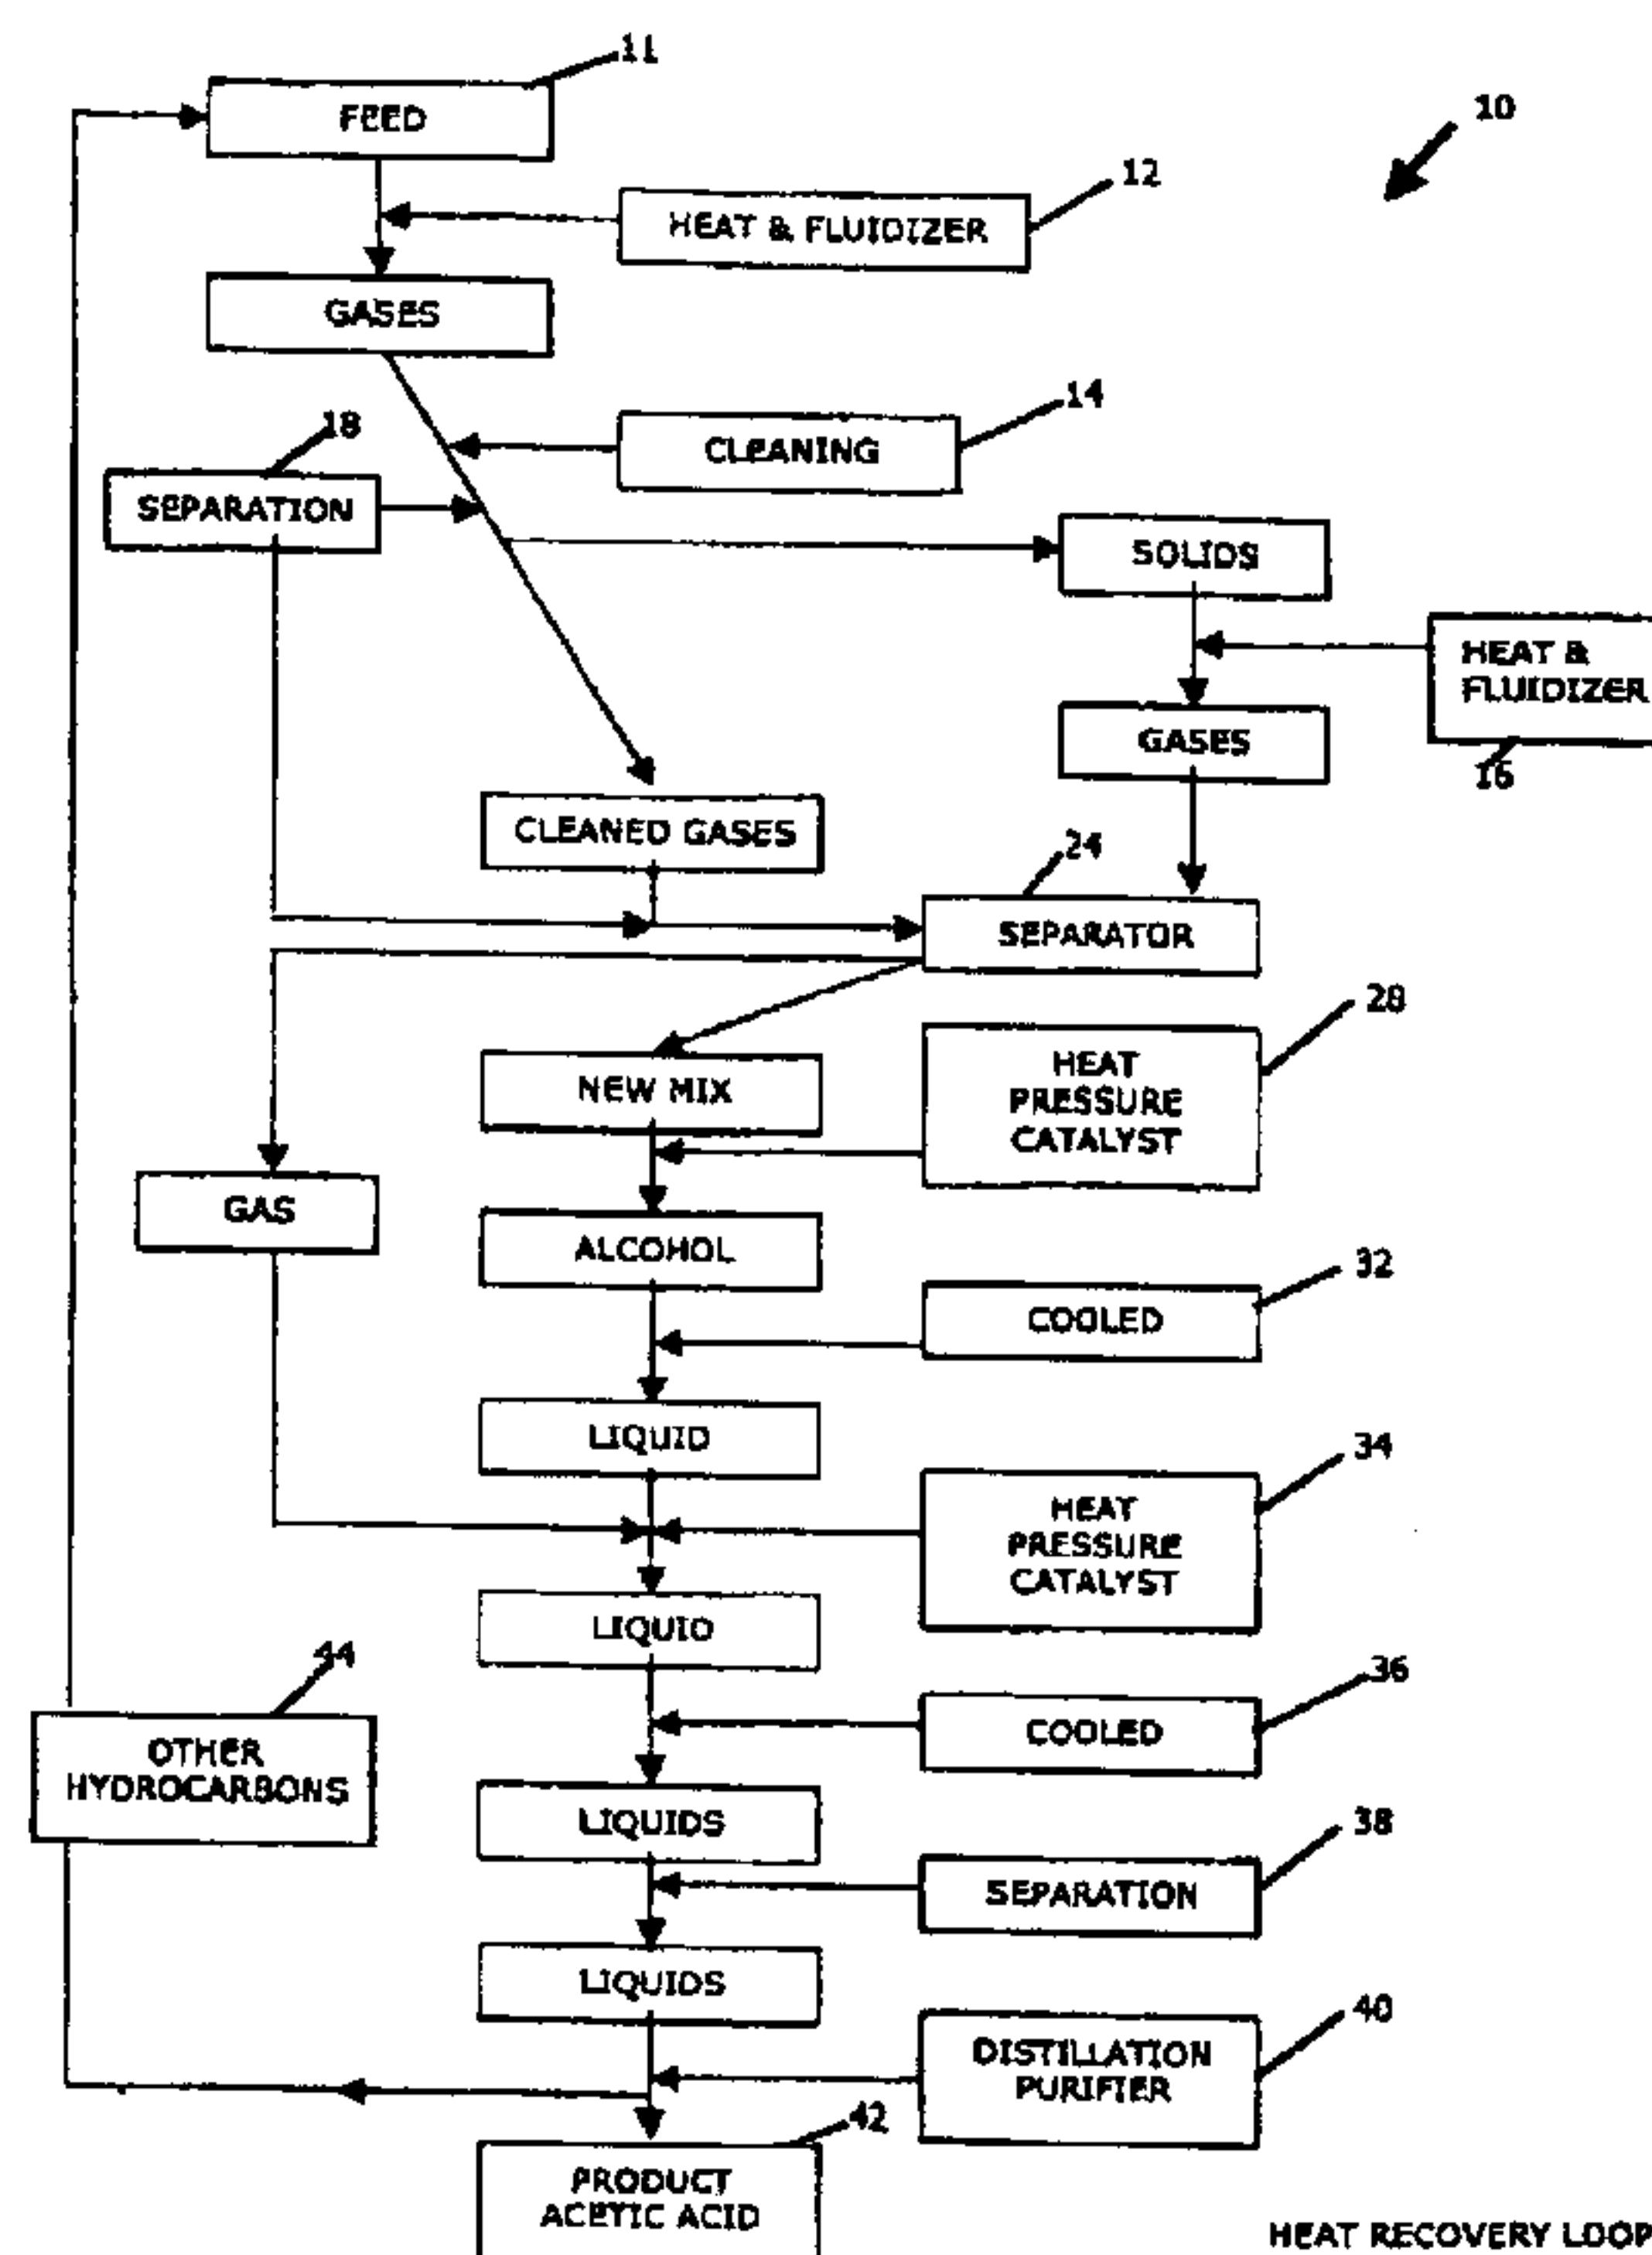 11
FEED
10
12
HEAT & FLUIDIZER
GASES
14
CLEANING
18
SEPARATION
SOLIDS
HEAT &
FLUIDIZER
16
GASES
CLEANED GASES
24
SEPARATOR
28
HEAT
PRESSURE
CATALYST
NEW MIX
GAS
ALCOHOL
32
COOLED
LIQUID
34
HEAT
PRESSURE
CATALYST
LIQUID
44
OTHER
HYDROCARBONS
36
COOLED
LIQUIDS
38
SEPARATION
LIQUIDS
40
DISTILLATION
PURIFIER
42
PRODUCT
ACETIC ACID
HEAT RECOVERY LOOP